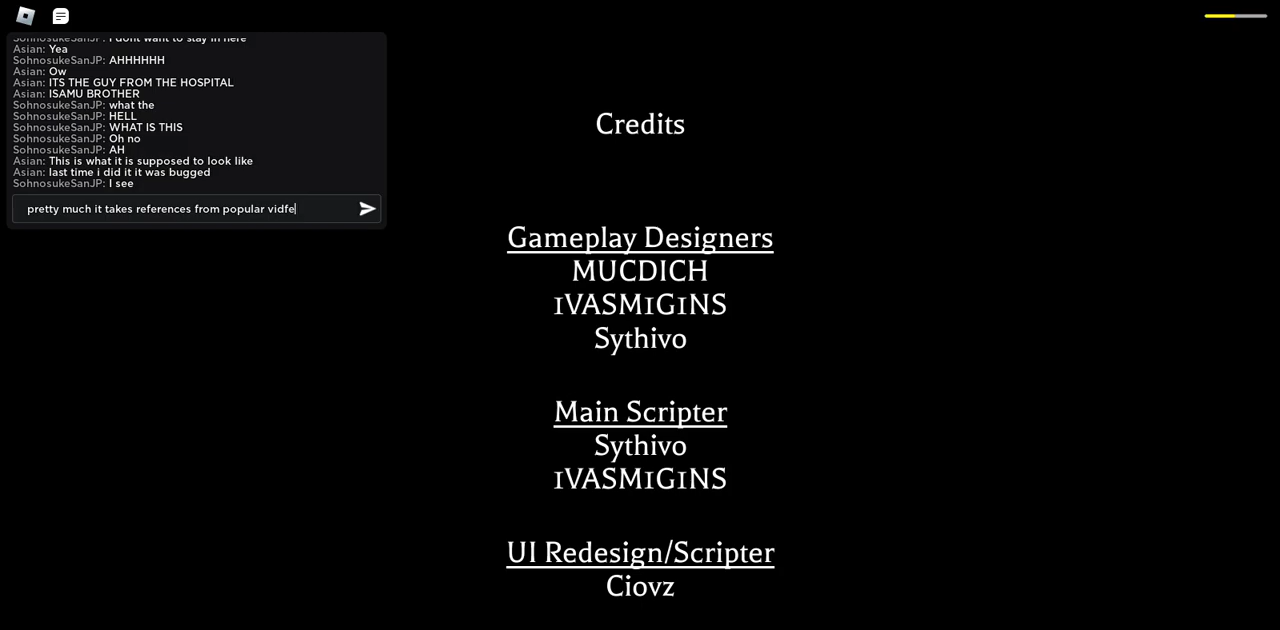 SohnosukeSanJP: I dont want to stay in here
Asian: Yea
SohnosukeSanJP: AHHHHHH
Asian: Ow
Asian: ITS THE GUY FROM THE HOSPITAL
Asian: ISAMU BROTHER
SohnosukeSanJP: what the
SohnosukeSanJP: HELL
SohnosukeSanJP: WHAT IS THIS
SohnosukeSanJP: Oh no
SohnosukeSanJP: AH
Asian: This is what it is supposed to look like
Asian: last time i did it it was bugged
SohnosukeSanJP: I see
pretty much it takes references from popular vidfe
Credits
Gameplay Designers
MUCDICH
1VASM1G1NS
Sythivo
Main Scripter
Sythivo
1VASM1G1NS
UI Redesign/Scripter
Ciovz